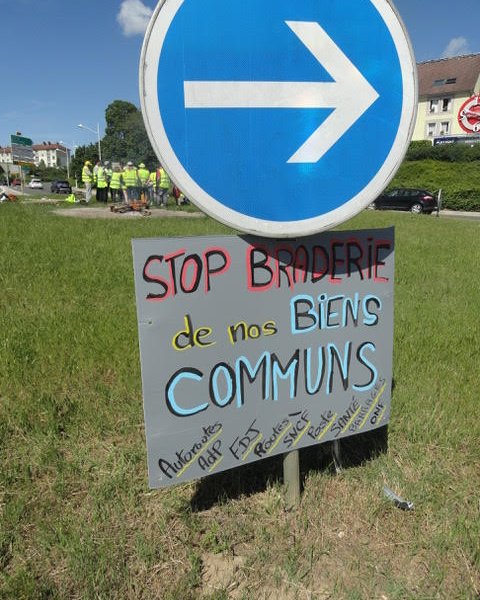 STOP BRADERIE
de nos BiENS
COMMUNS
Autoroutes
AdP
FDJ
Routes
SNCF
Poste
SANTÉ
BARRAGES
ONF